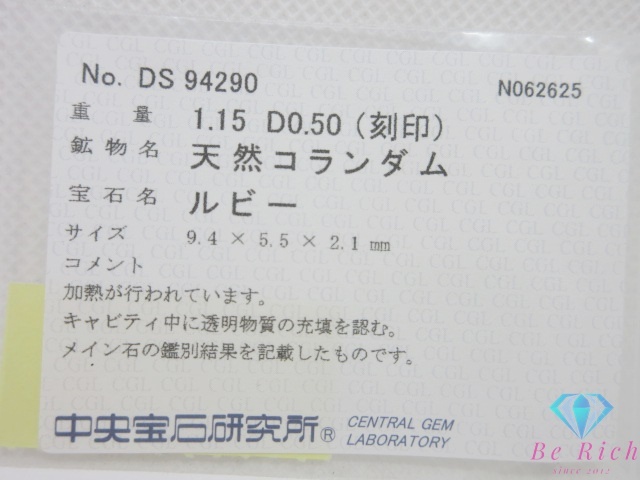 No. DS 94290 N062625
重量 1.15 D0.50 (刻印)
鉱物名 天然コランダム
宝石名 ルビー
サイズ 9.4 × 5.5 × 2.1 mm
コメント
加熱が行われています。
キャビティ中に透明物質の充填を認む。
メイン石の鑑別結果を記載したものです。
中央宝石研究所® CENTRAL GEM LABORATORY
Be Rich
since 2012